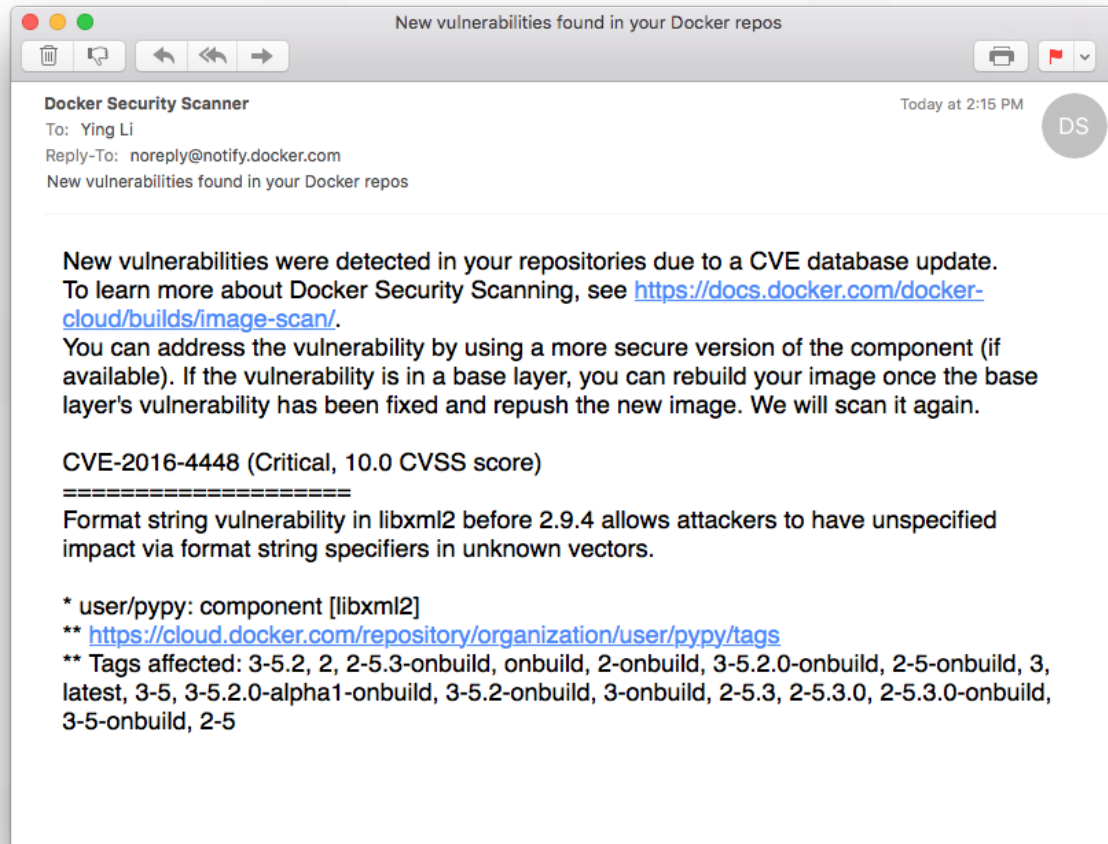 New vulnerabilities found in your Docker repos
Docker Security Scanner
Today at 2:15 PM
DS
To: Ying Li
Reply-To: noreply@notify.docker.com
New vulnerabilities found in your Docker repos
New vulnerabilities were detected in your repositories due to a CVE database update.
To learn more about Docker Security Scanning, see https://docs.docker.com/docker-
cloud/builds/image-scan/.
You can address the vulnerability by using a more secure version of the component (if
available). If the vulnerability is in a base layer, you can rebuild your image once the base
layer's vulnerability has been fixed and repush the new image. We will scan it again.
CVE-2016-4448 (Critical, 10.0 CVSS score)
====================
Format string vulnerability in libxml2 before 2.9.4 allows attackers to have unspecified
impact via format string specifiers in unknown vectors.
* user/pypy: component [libxml2]
** https://cloud.docker.com/repository/organization/user/pypy/tags
** Tags affected: 3-5.2, 2, 2-5.3-onbuild, onbuild, 2-onbuild, 3-5.2.0-onbuild, 2-5-onbuild, 3,
latest, 3-5, 3-5.2.0-alpha1-onbuild, 3-5.2-onbuild, 3-onbuild, 2-5.3, 2-5.3.0, 2-5.3.0-onbuild,
3-5-onbuild, 2-5